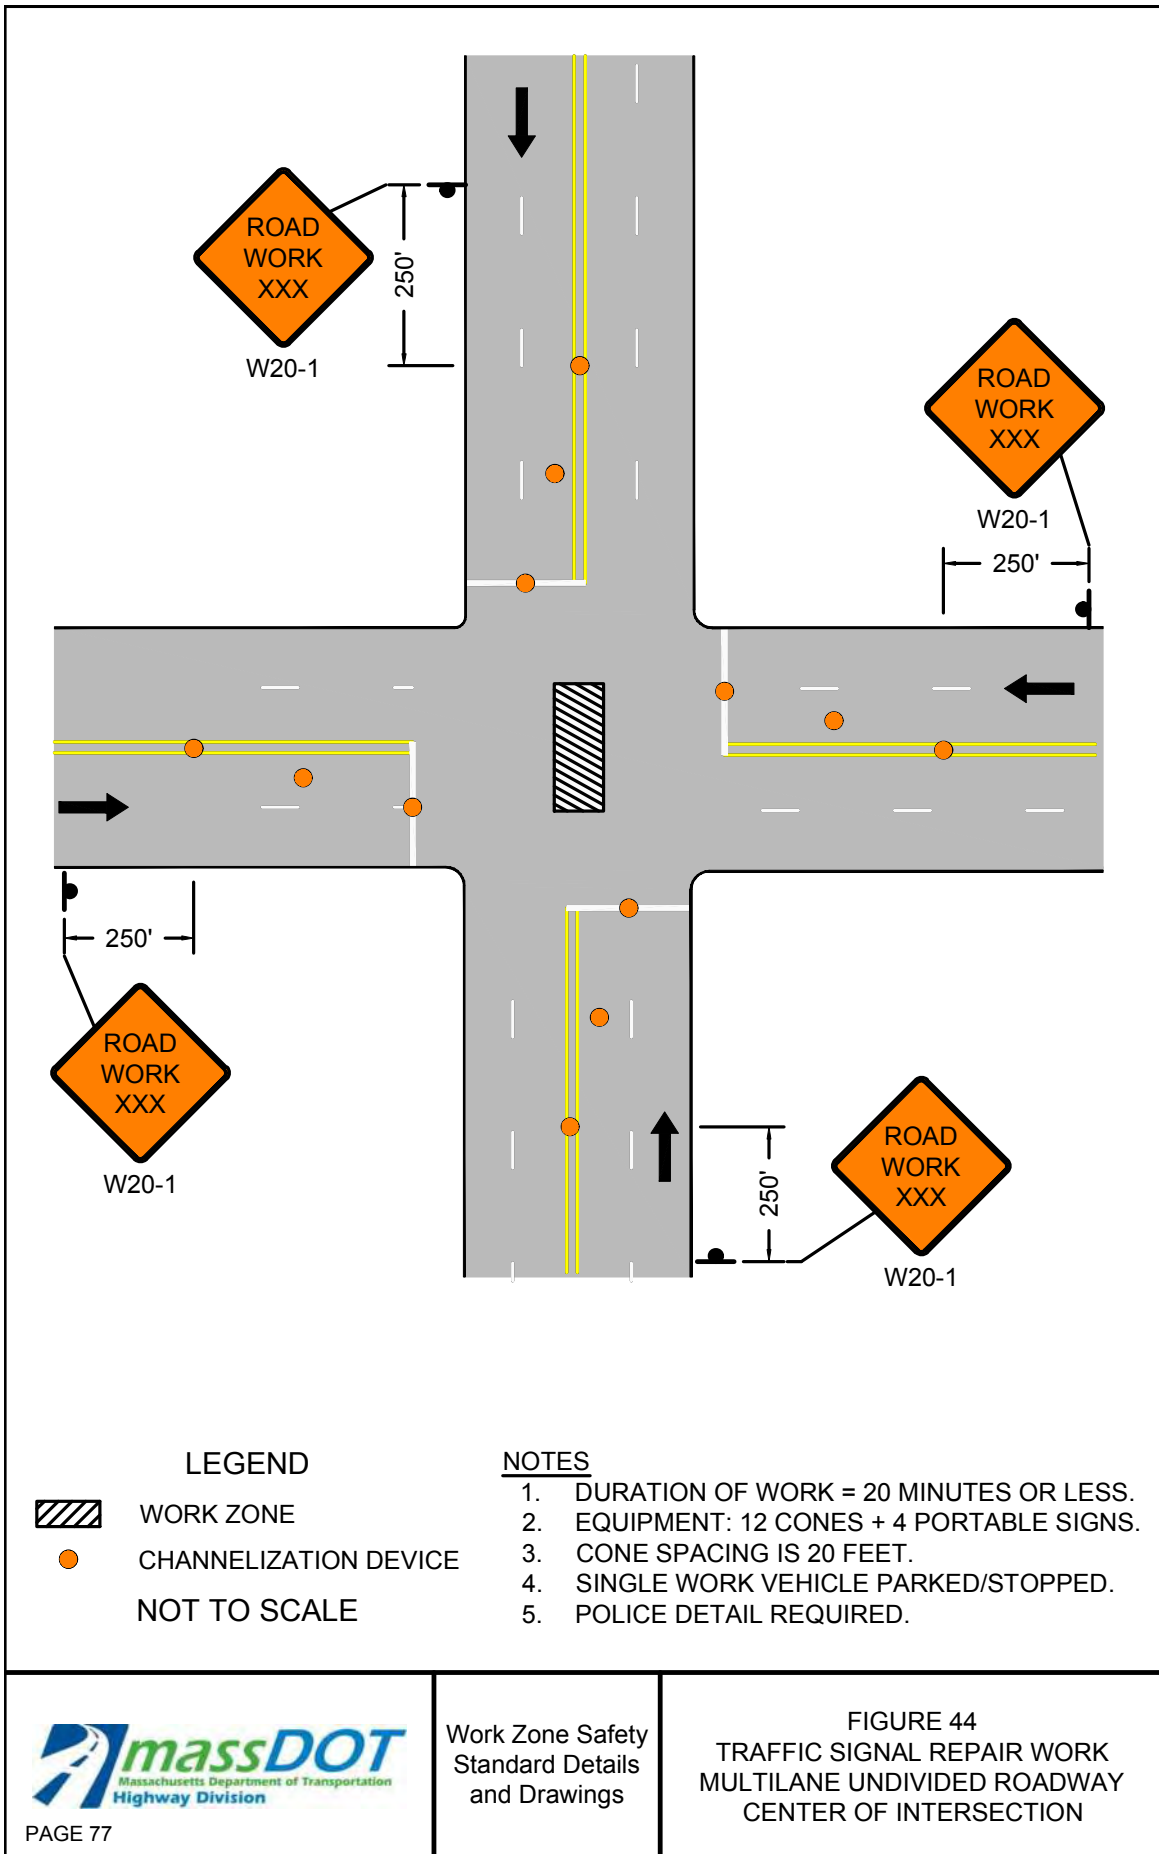 ROAD
WORK
XXX
W20-1
250'
ROAD
WORK
XXX
W20-1
250'
250'
ROAD
WORK
XXX
W20-1
250'
ROAD
WORK
XXX
W20-1
LEGEND
WORK ZONE
CHANNELIZATION DEVICE
NOT TO SCALE
NOTES
1. DURATION OF WORK = 20 MINUTES OR LESS.
2. EQUIPMENT: 12 CONES + 4 PORTABLE SIGNS.
3. CONE SPACING IS 20 FEET.
4. SINGLE WORK VEHICLE PARKED/STOPPED.
5. POLICE DETAIL REQUIRED.
massDOT
Massachusetts Department of Transportation
Highway Division
PAGE 77
Work Zone Safety
Standard Details
and Drawings
FIGURE 44
TRAFFIC SIGNAL REPAIR WORK
MULTILANE UNDIVIDED ROADWAY
CENTER OF INTERSECTION